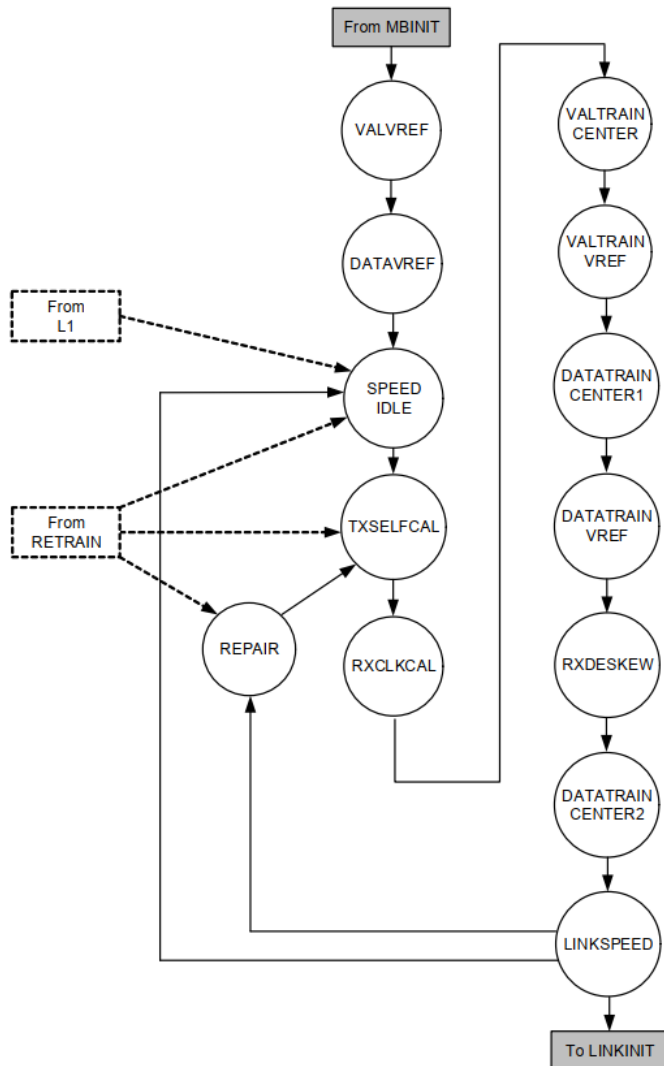 From MBINIT
VALVREF
DATAVREF
From
L1
SPEED
IDLE
From
RETRAIN
TXSELFCAL
REPAIR
RXCLKCAL
VALTRAIN
CENTER
VALTRAIN
VREF
DATATRAIN
CENTER1
DATATRAIN
VREF
RXDESKEW
DATATRAIN
CENTER2
LINKSPEED
To LINKINIT